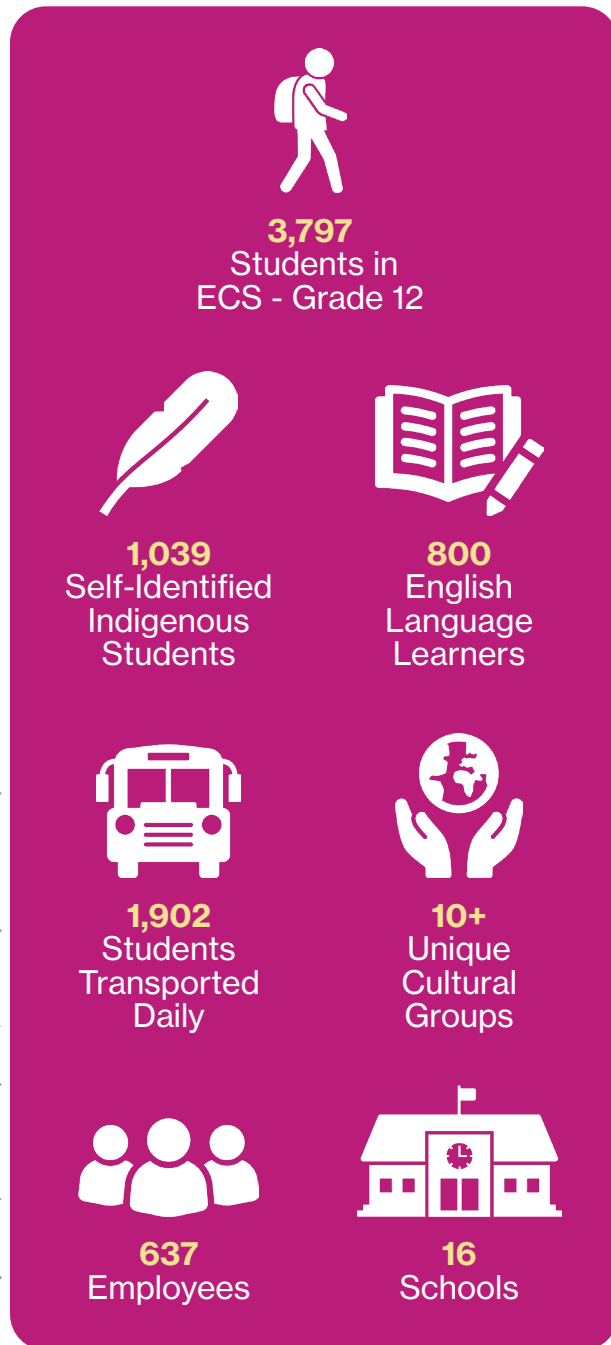 3,797
Students in
ECS - Grade 12
1,039
Self-Identified
Indigenous
Students
800
English
Language
Learners
1,902
Students
Transported
Daily
10+
Unique
Cultural
Groups
637
Employees
16
Schools